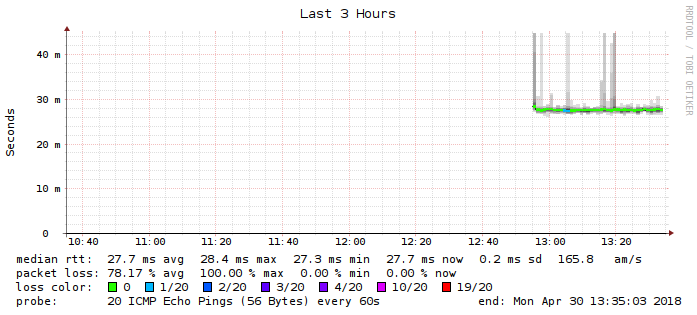 Last 3 Hours
RRDTOOL / TOBI OETIKER
Seconds
40 m
30 m
20 m
10 m
0
10:40 11:00 11:20 11:40 12:00 12:20 12:40 13:00 13:20
median rtt: 27.7 ms avg 28.4 ms max 27.3 ms min 27.7 ms now 0.2 ms sd 165.8 am/s
packet loss: 78.17 % avg 100.00 % max 0.00 % min 0.00 % now
loss color: 0 1/20 2/20 3/20 4/20 10/20 19/20
probe: 20 ICMP Echo Pings (56 Bytes) every 60s end: Mon Apr 30 13:35:03 2018